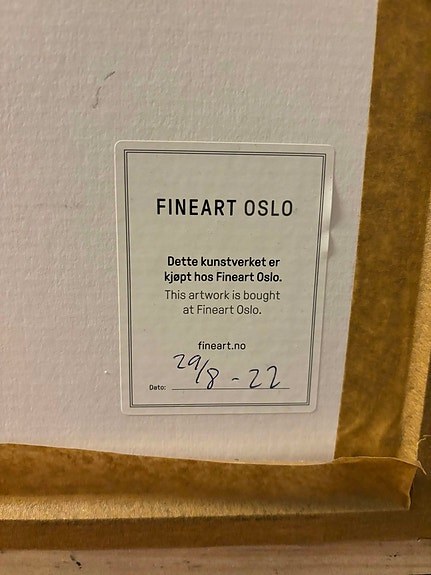 FINEART OSLO
Dette kunstverket er
kjøpt hos Fineart Oslo.
This artwork is bought
at Fineart Oslo.
fineart.no
Dato: 29/8 - 22